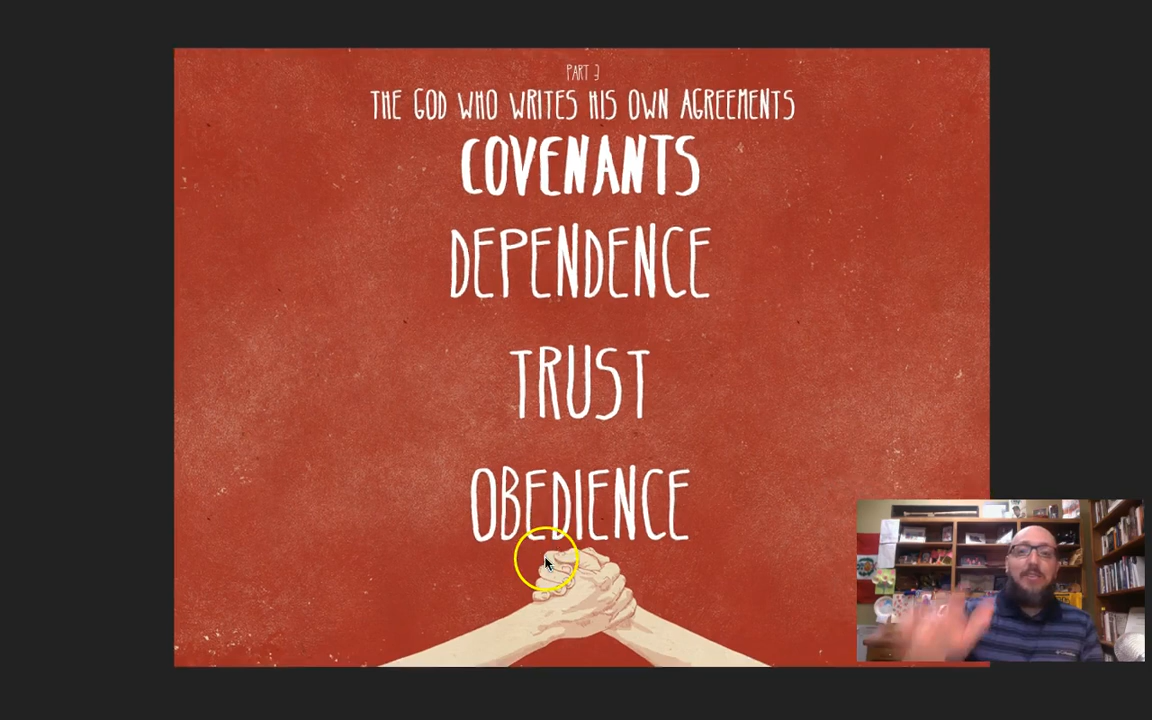 PART 3
THE GOD WHO WRITES HIS OWN AGREEMENTS
COVENANTS
DEPENDENCE
TRUST
OBEDIENCE